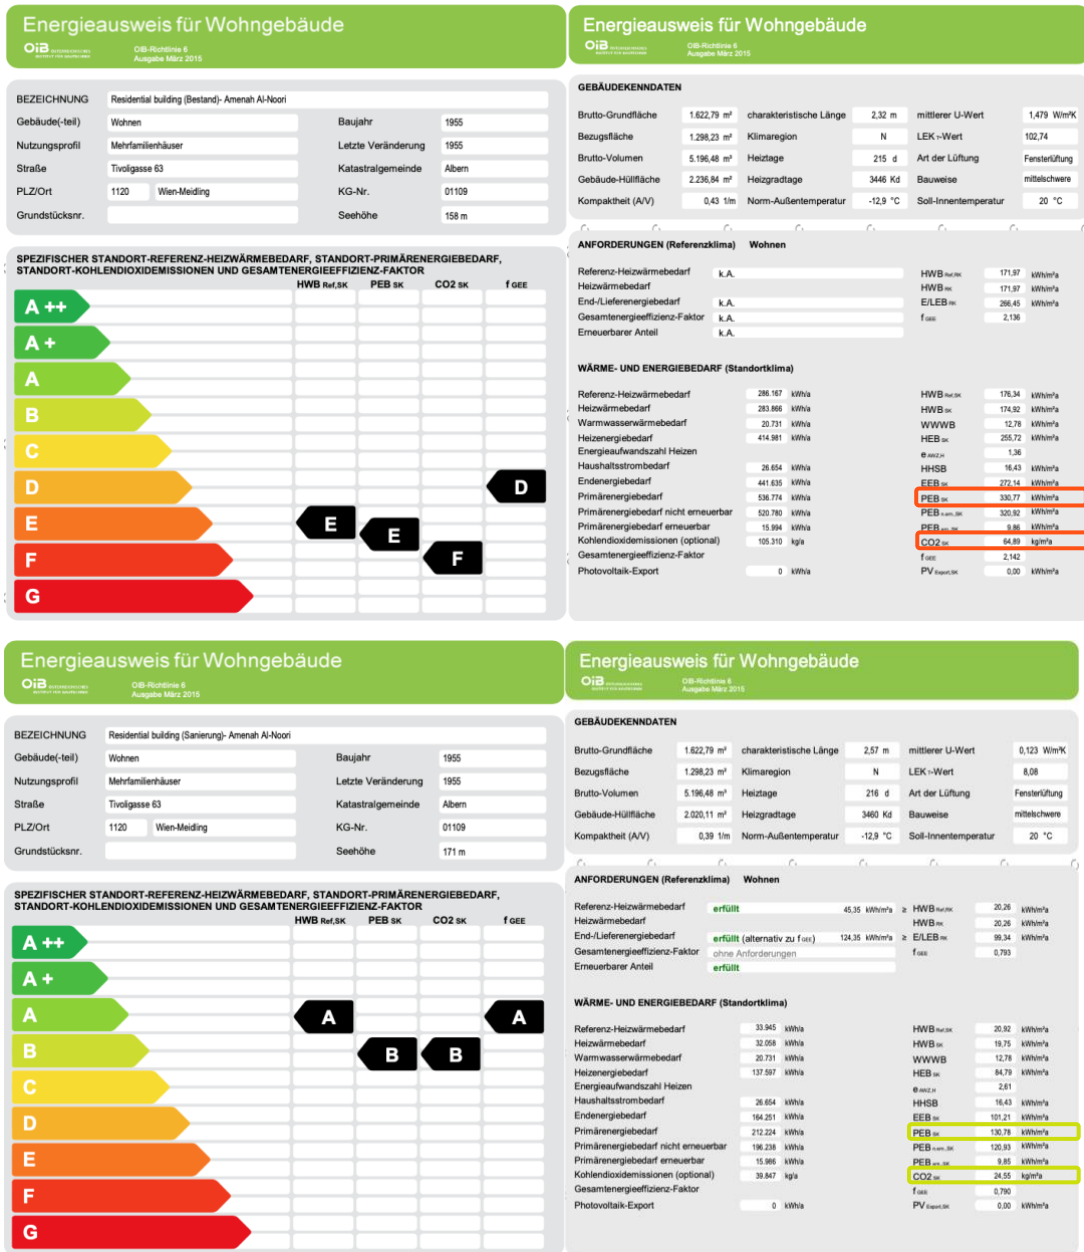 Energieausweis für Wohngebäude
OiB
OIB-Richtlinie 6
Ausgabe März 2015
BEZEICHNUNG Residential building (Bestand)- Amenah Al-Noori
Gebäude(-teil) Wohnen Baujahr 1955
Nutzungsprofil Mehrfamilienhäuser Letzte Veränderung 1955
Straße Tivoligasse 63 Katastralgemeinde Albern
PLZ/Ort 1120 Wien-Meidling KG-Nr. 01109
Grundstücksnr. Seehöhe 158 m
SPEZIFISCHER STANDORT-REFERENZ-HEIZWÄRMEBEDARF, STANDORT-PRIMÄRENERGIEBEDARF,
STANDORT-KOHLENDIOXIDEMISSIONEN UND GESAMTENERGIEEFFIZIENZ-FAKTOR
HWB Ref,SK PEB SK CO2 SK f GEE
A ++
A +
A
B
C
D D
E E E
F F
G
Energieausweis für Wohngebäude
OiB
OIB-Richtlinie 6
Ausgabe März 2015
GEBÄUDEKENNDATEN
Brutto-Grundfläche 1.622,79 m² charakteristische Länge 2,32 m mittlerer U-Wert 1,479 W/m²K
Bezugsfläche 1.298,23 m² Klimaregion N LEK T-Wert 102,74
Brutto-Volumen 5.196,48 m³ Heiztage 215 d Art der Lüftung Fensterlüftung
Gebäude-Hüllfläche 2.236,84 m² Heizgradtage 3446 Kd Bauweise mittelschwere
Kompaktheit (A/V) 0,43 1/m Norm-Außentemperatur -12,9 °C Soll-Innentemperatur 20 °C
ANFORDERUNGEN (Referenzklima) Wohnen
Referenz-Heizwärmebedarf k.A. HWB Ref,RK 171,97 kWh/m²a
Heizwärmebedarf HWB RK 171,97 kWh/m²a
End-/Lieferenergiebedarf k.A. E/LEB RK 266,45 kWh/m²a
Gesamtenergieeffizienz-Faktor k.A. f GEE 2,136
Erneuerbarer Anteil k.A.
WÄRME- UND ENERGIEBEDARF (Standortklima)
Referenz-Heizwärmebedarf 286.167 kWh/a HWB Ref,SK 176,34 kWh/m²a
Heizwärmebedarf 283.866 kWh/a HWB SK 174,92 kWh/m²a
Warmwasserwärmebedarf 20.731 kWh/a WWWB 12,78 kWh/m²a
Heizenergiebedarf 414.981 kWh/a HEB SK 255,72 kWh/m²a
Energieaufwandszahl Heizen e AWZ,H 1,36
Haushaltsstrombedarf 26.654 kWh/a HHSB 16,43 kWh/m²a
Endenergiebedarf 441.635 kWh/a EEB SK 272,14 kWh/m²a
Primärenergiebedarf 536.774 kWh/a PEB SK 330,77 kWh/m²a
Primärenergiebedarf nicht erneuerbar 520.780 kWh/a PEB n.ern.,SK 320,92 kWh/m²a
Primärenergiebedarf erneuerbar 15.994 kWh/a PEB ern.,SK 9,86 kWh/m²a
Kohlendioxidemissionen (optional) 105.310 kg/a CO2 SK 64,89 kg/m²a
Gesamtenergieeffizienz-Faktor f GEE 2,142
Photovoltaik-Export 0 kWh/a PV Export,SK 0,00 kWh/m²a
Energieausweis für Wohngebäude
OiB
OIB-Richtlinie 6
Ausgabe März 2015
BEZEICHNUNG Residential building (Sanierung)- Amenah Al-Noori
Gebäude(-teil) Wohnen Baujahr 1955
Nutzungsprofil Mehrfamilienhäuser Letzte Veränderung 1955
Straße Tivoligasse 63 Katastralgemeinde Albern
PLZ/Ort 1120 Wien-Meidling KG-Nr. 01109
Grundstücksnr. Seehöhe 171 m
SPEZIFISCHER STANDORT-REFERENZ-HEIZWÄRMEBEDARF, STANDORT-PRIMÄRENERGIEBEDARF,
STANDORT-KOHLENDIOXIDEMISSIONEN UND GESAMTENERGIEEFFIZIENZ-FAKTOR
HWB Ref,SK PEB SK CO2 SK f GEE
A ++
A +
A A A
B B B
C
D
E
F
G
Energieausweis für Wohngebäude
OiB
OIB-Richtlinie 6
Ausgabe März 2015
GEBÄUDEKENNDATEN
Brutto-Grundfläche 1.622,79 m² charakteristische Länge 2,57 m mittlerer U-Wert 0,123 W/m²K
Bezugsfläche 1.298,23 m² Klimaregion N LEK T-Wert 8,08
Brutto-Volumen 5.196,48 m³ Heiztage 216 d Art der Lüftung Fensterlüftung
Gebäude-Hüllfläche 2.020,11 m² Heizgradtage 3460 Kd Bauweise mittelschwere
Kompaktheit (A/V) 0,39 1/m Norm-Außentemperatur -12,9 °C Soll-Innentemperatur 20 °C
ANFORDERUNGEN (Referenzklima) Wohnen
Referenz-Heizwärmebedarf erfüllt 45,35 kWh/m²a ≥ HWB Ref,RK 20,26 kWh/m²a
Heizwärmebedarf HWB RK 20,26 kWh/m²a
End-/Lieferenergiebedarf erfüllt (alternativ zu f GEE) 124,35 kWh/m²a ≥ E/LEB RK 99,34 kWh/m²a
Gesamtenergieeffizienz-Faktor ohne Anforderungen f GEE 0,793
Erneuerbarer Anteil erfüllt
WÄRME- UND ENERGIEBEDARF (Standortklima)
Referenz-Heizwärmebedarf 33.945 kWh/a HWB Ref,SK 20,92 kWh/m²a
Heizwärmebedarf 32.058 kWh/a HWB SK 19,75 kWh/m²a
Warmwasserwärmebedarf 20.731 kWh/a WWWB 12,78 kWh/m²a
Heizenergiebedarf 137.597 kWh/a HEB SK 84,79 kWh/m²a
Energieaufwandszahl Heizen e AWZ,H 2,61
Haushaltsstrombedarf 26.654 kWh/a HHSB 16,43 kWh/m²a
Endenergiebedarf 164.251 kWh/a EEB SK 101,21 kWh/m²a
Primärenergiebedarf 212.224 kWh/a PEB SK 130,78 kWh/m²a
Primärenergiebedarf nicht erneuerbar 196.238 kWh/a PEB n.ern.,SK 120,93 kWh/m²a
Primärenergiebedarf erneuerbar 15.986 kWh/a PEB ern.,SK 9,85 kWh/m²a
Kohlendioxidemissionen (optional) 39.847 kg/a CO2 SK 24,55 kg/m²a
Gesamtenergieeffizienz-Faktor f GEE 0,790
Photovoltaik-Export 0 kWh/a PV Export,SK 0,00 kWh/m²a